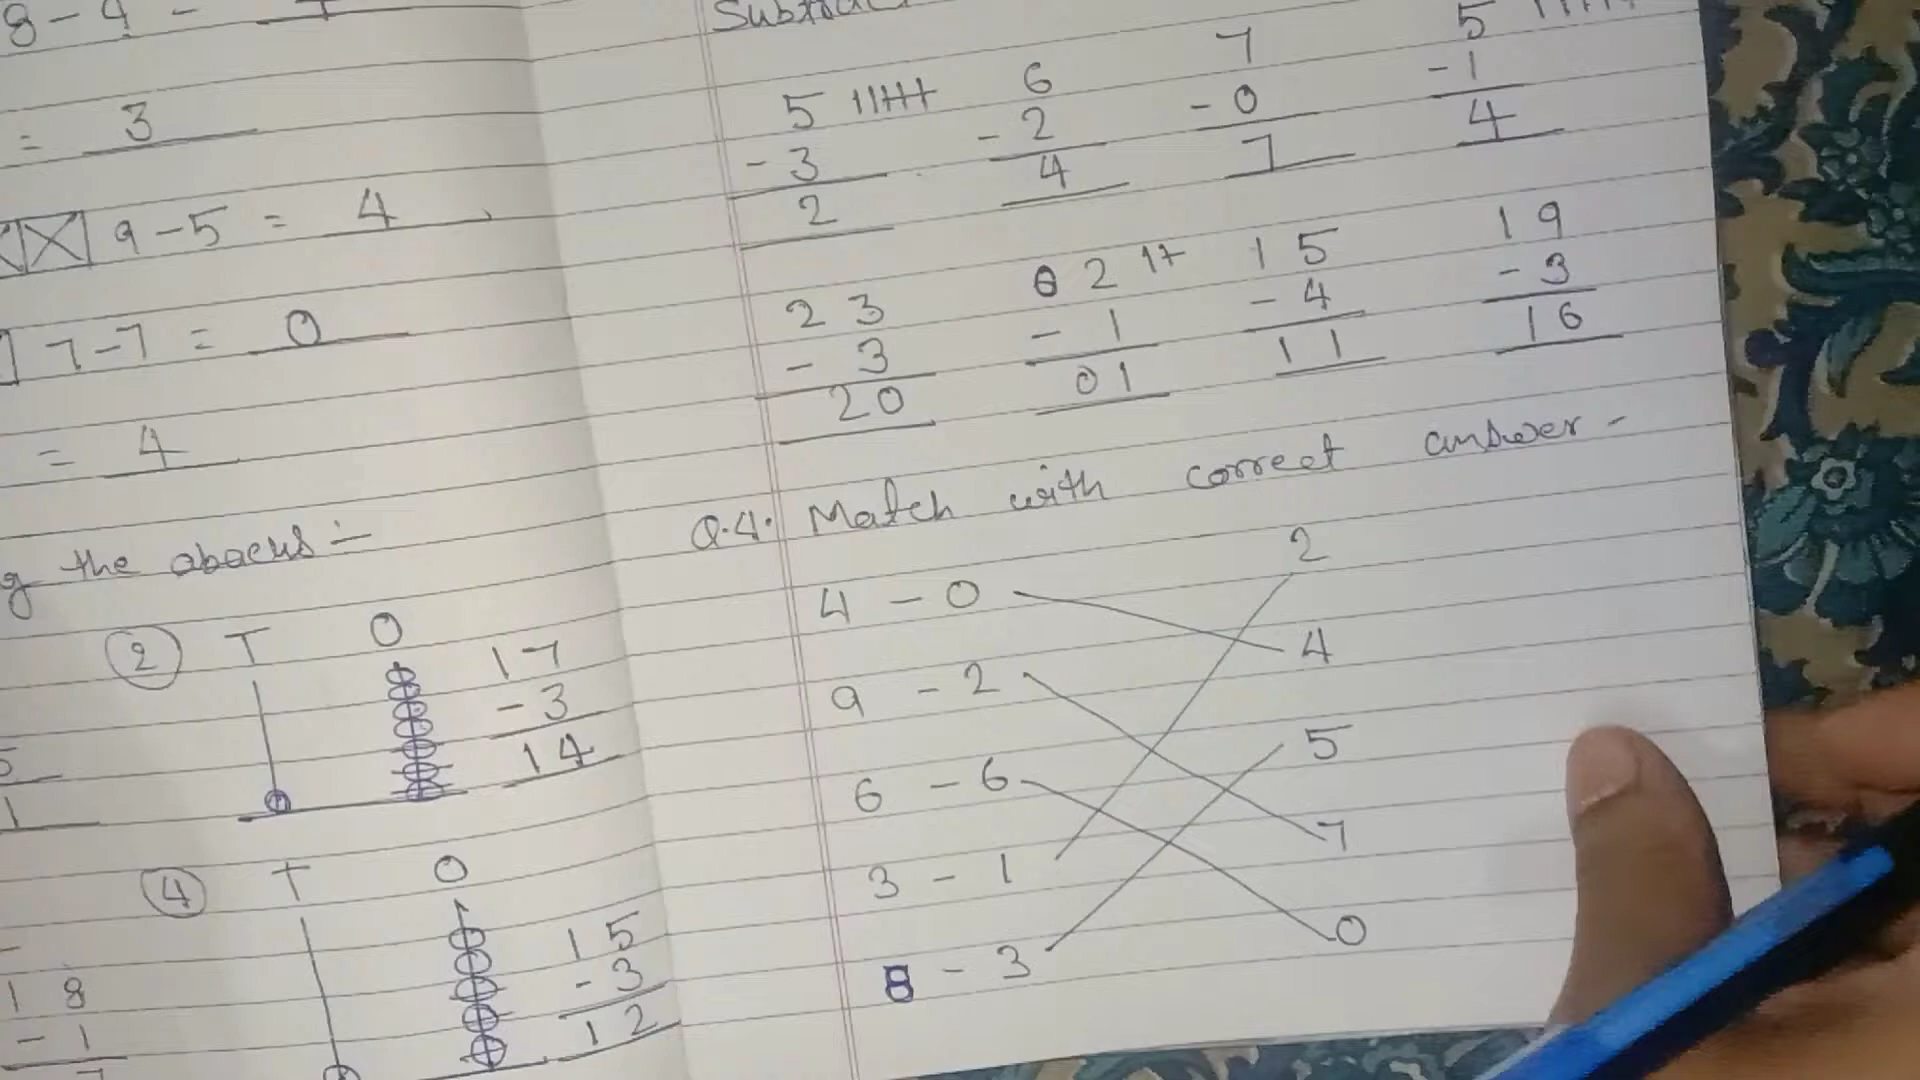 8 - 4 -
= 3
9 - 5 = 4
7 - 7 = 0
= 4
the abacus :-
2 T O 17
- 3
14
1
4 T O 15
- 3
12
18
- 1
5 6 7 5
- 3 - 2 - 0 - 1
2 4 7 4
23 02 15 19
- 3 - 1 - 4 - 3
20 01 11 16
Q.4. Match with correct answer -
4 - 0 2
9 - 2 4
6 - 6 5
3 - 1 7
8 - 3 0